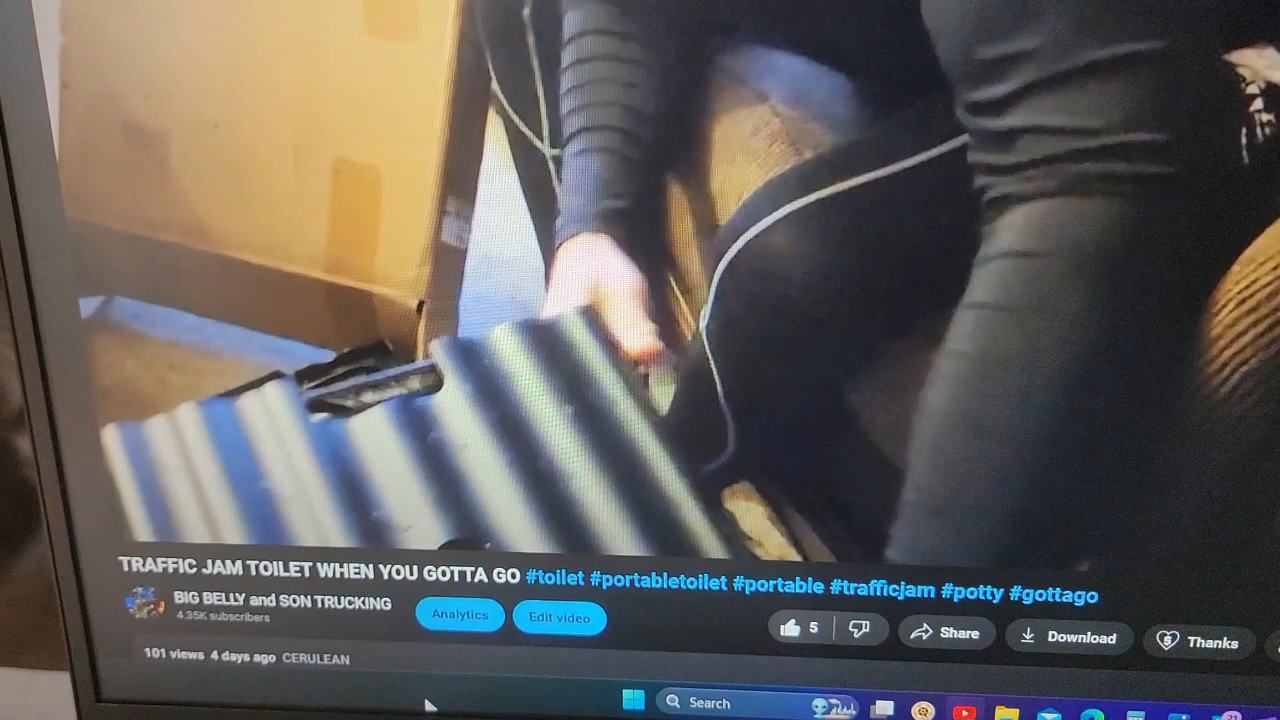 TRAFFIC JAM TOILET WHEN YOU GOTTA GO #toilet #portabletoilet #portable #trafficjam #potty #gottago
BIG BELLY and SON TRUCKING
4.35K subscribers
Analytics
Edit video
5
Share
Download
Thanks
101 views 4 days ago CERULEAN
Search